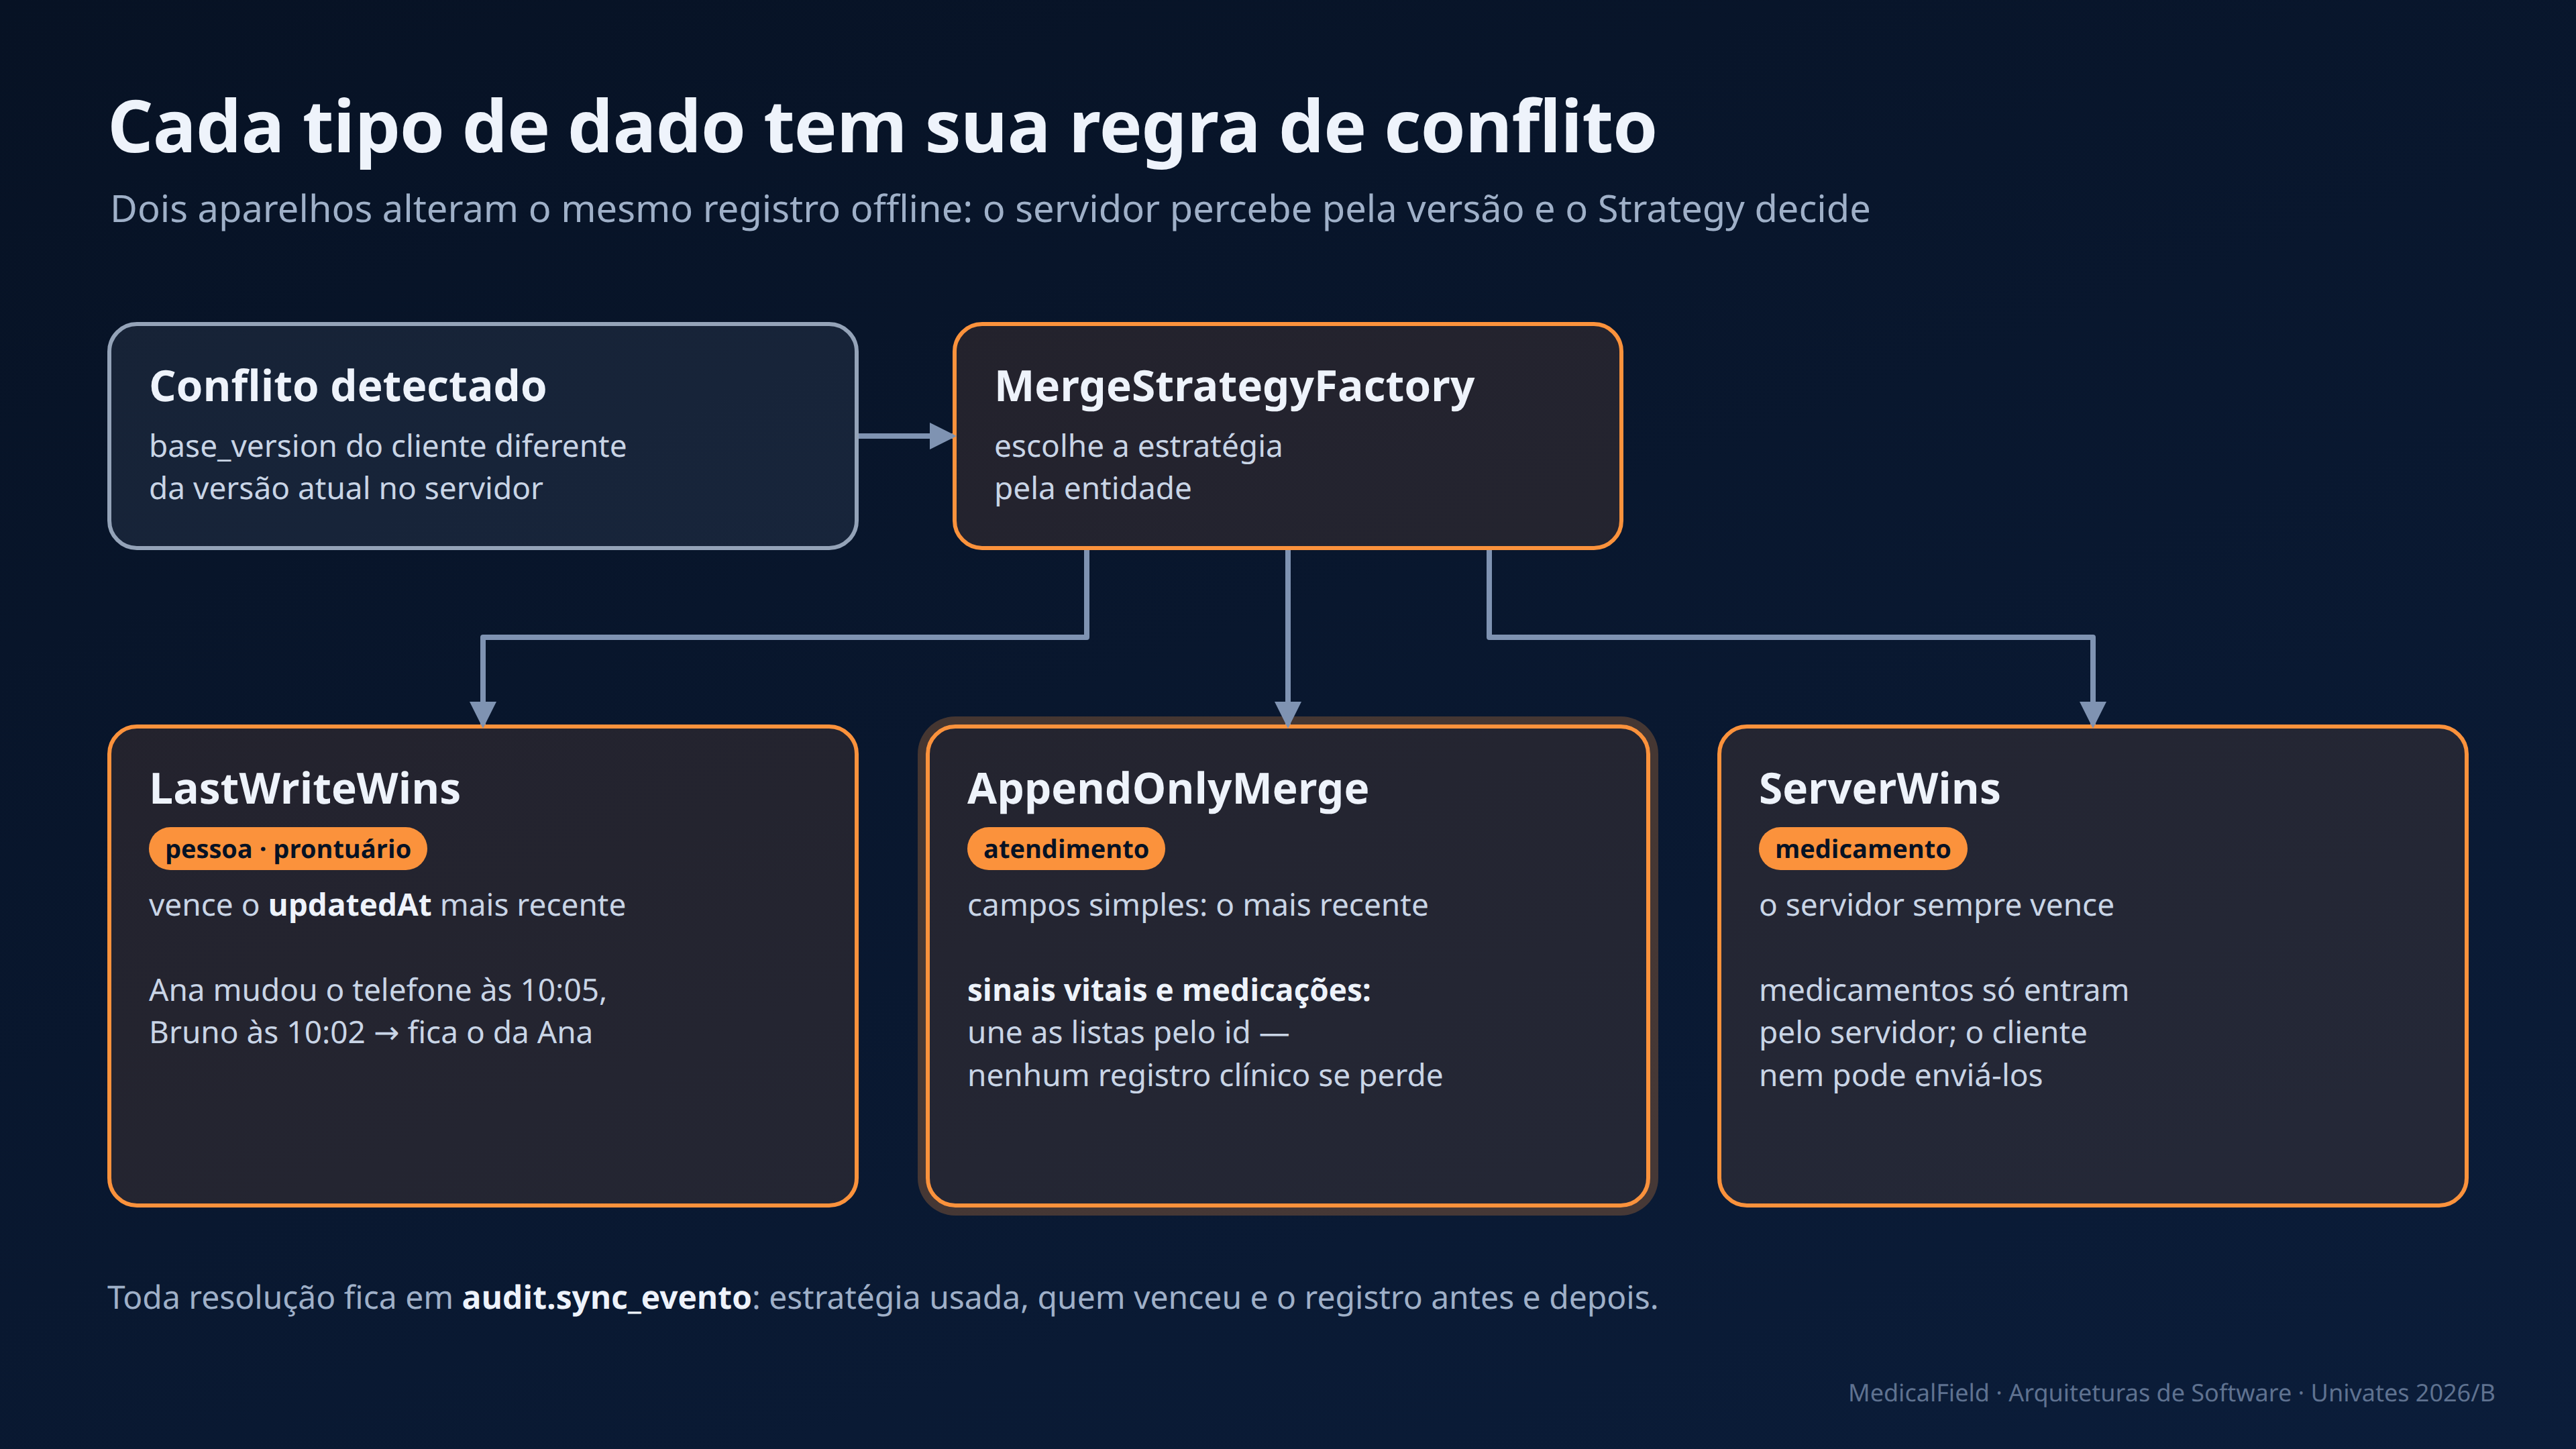 Cada tipo de dado tem sua regra de conflito
Dois aparelhos alteram o mesmo registro offline: o servidor percebe pela versão e o Strategy decide
Conflito detectado
base_version do cliente diferente
da versão atual no servidor
MergeStrategyFactory
escolhe a estratégia
pela entidade
LastWriteWins
pessoa · prontuário
vence o updatedAt mais recente
Ana mudou o telefone às 10:05,
Bruno às 10:02 → fica o da Ana
AppendOnlyMerge
atendimento
campos simples: o mais recente
sinais vitais e medicações:
une as listas pelo id —
nenhum registro clínico se perde
ServerWins
medicamento
o servidor sempre vence
medicamentos só entram
pelo servidor; o cliente
nem pode enviá-los
Toda resolução fica em audit.sync_evento: estratégia usada, quem venceu e o registro antes e depois.
MedicalField · Arquiteturas de Software · Univates 2026/B